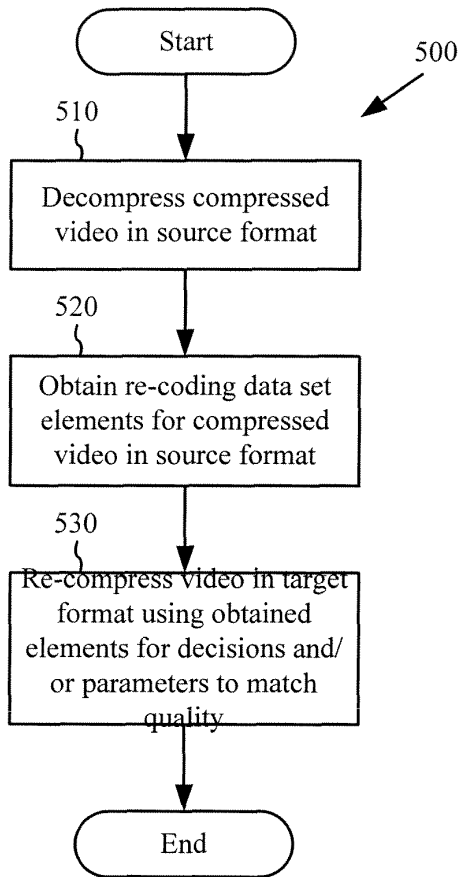 Start
500
510
Decompress compressed
video in source format
520
Obtain re-coding data set
elements for compressed
video in source format
530
Re-compress video in target
format using obtained
elements for decisions and/
or parameters to match
quality
End